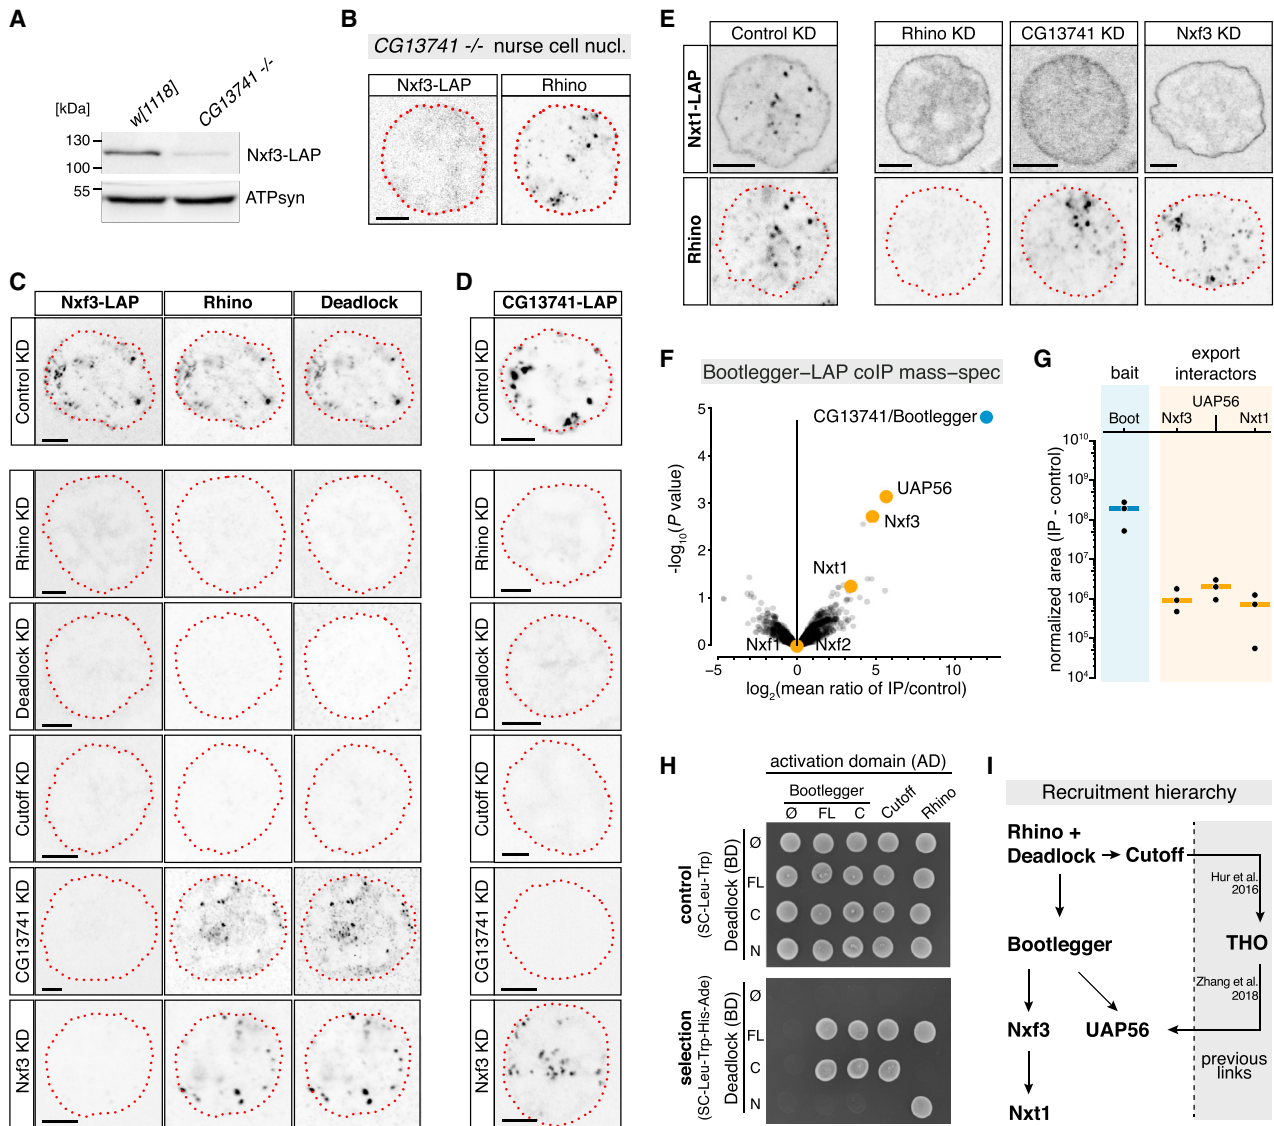 A
[kDa]
w[1118]
CG13741 -/-
130
100
55
Nxf3-LAP
ATPsyn
B
CG13741 -/- nurse cell nucl.
Nxf3-LAP
Rhino
C
Nxf3-LAP
Rhino
Deadlock
Control KD
Rhino KD
Deadlock KD
Cutoff KD
CG13741 KD
Nxf3 KD
D
CG13741-LAP
Control KD
Rhino KD
Deadlock KD
Cutoff KD
CG13741 KD
Nxf3 KD
E
Control KD
Rhino KD
CG13741 KD
Nxf3 KD
Nxt1-LAP
Rhino
F
Bootlegger–LAP coIP mass–spec
-log10(P value)
5
4
3
2
1
0
CG13741/Bootlegger
UAP56
Nxf3
Nxt1
Nxf1
Nxf2
−5
0
5
10
log2(mean ratio of IP/control)
G
bait
export
interactors
UAP56
Boot
Nxf3
Nxt1
normalized area (IP - control)
10^10
10^9
10^8
10^7
10^6
10^5
10^4
H
activation domain (AD)
Bootlegger
Ø
FL
C
Cutoff
Rhino
control
(SC-Leu-Trp)
Deadlock (BD)
Ø
FL
C
N
selection
(SC-Leu-Trp-His-Ade)
Deadlock (BD)
Ø
FL
C
N
I
Recruitment hierarchy
Rhino +
Deadlock
Cutoff
Hur et al.
2016
Bootlegger
THO
Zhang et al.
2018
Nxf3
UAP56
previous
links
Nxt1